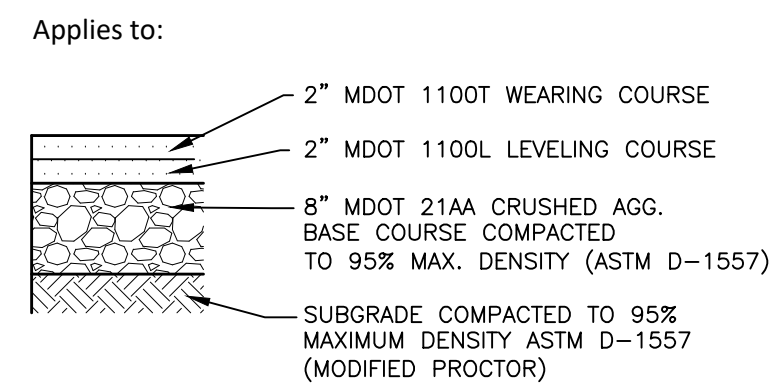 Applies to:
2” MDOT 1100T WEARING COURSE
2” MDOT 1100L LEVELING COURSE
8” MDOT 21AA CRUSHED AGG.
BASE COURSE COMPACTED
TO 95% MAX. DENSITY (ASTM D–1557)
SUBGRADE COMPACTED TO 95%
MAXIMUM DENSITY ASTM D–1557
(MODIFIED PROCTOR)